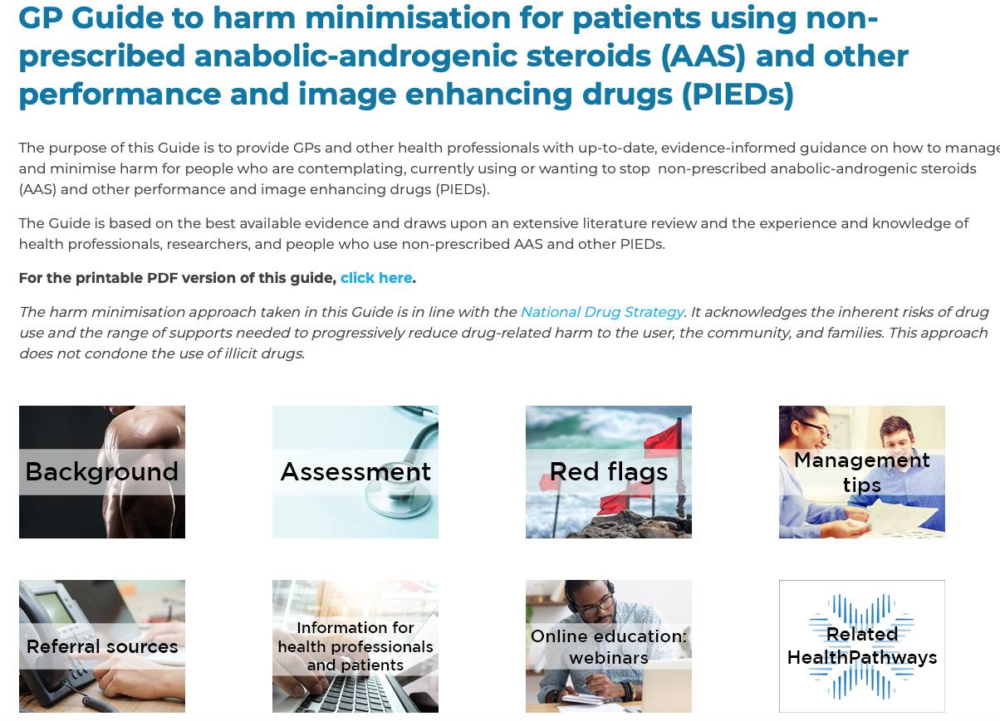 GP Guide to harm minimisation for patients using non-
prescribed anabolic-androgenic steroids (AAS) and other
performance and image enhancing drugs (PIEDs)
The purpose of this Guide is to provide GPs and other health professionals with up-to-date, evidence-informed guidance on how to manage
and minimise harm for people who are contemplating, currently using or wanting to stop  non-prescribed anabolic-androgenic steroids
(AAS) and other performance and image enhancing drugs (PIEDs).
The Guide is based on the best available evidence and draws upon an extensive literature review and the experience and knowledge of
health professionals, researchers, and people who use non-prescribed AAS and other PIEDs.
For the printable PDF version of this guide, click here.
The harm minimisation approach taken in this Guide is in line with the National Drug Strategy. It acknowledges the inherent risks of drug
use and the range of supports needed to progressively reduce drug-related harm to the user, the community, and families. This approach
does not condone the use of illicit drugs.
Background
Assessment
Red flags
Management
tips
Referral sources
Information for
health professionals
and patients
Online education:
webinars
Related
HealthPathways